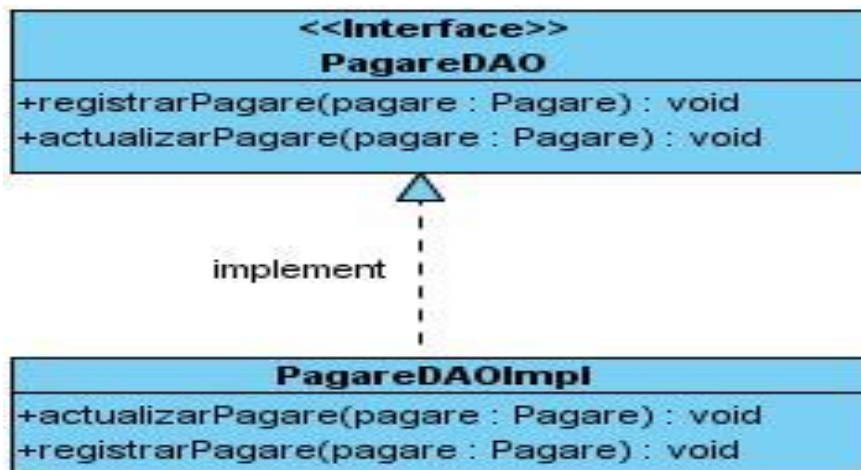 <<Interface>>
PagareDAO
+registrarPagare(pagare : Pagare) : void
+actualizarPagare(pagare : Pagare) : void
implement
PagareDAOImpl
+actualizarPagare(pagare : Pagare) : void
+registrarPagare(pagare : Pagare) : void